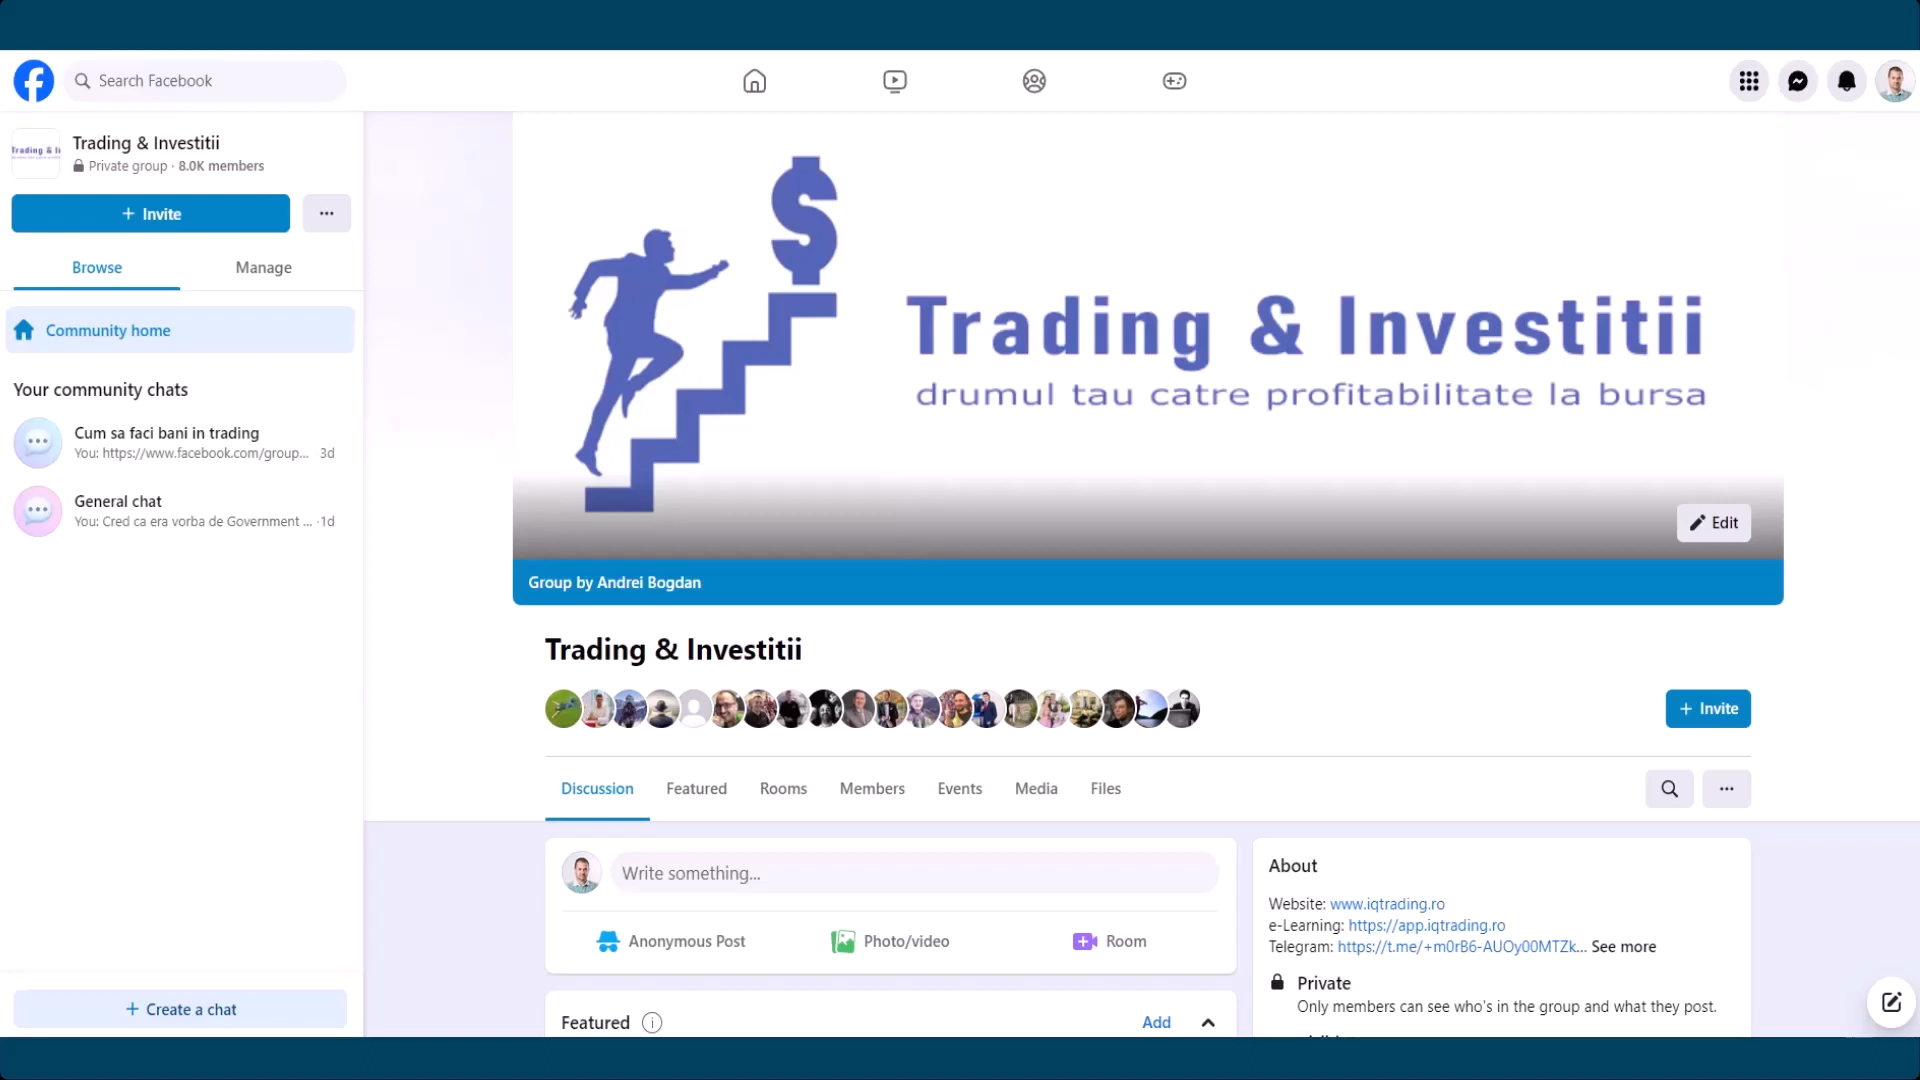 Search Facebook
Trading & Investitii
Private group · 8.0K members
+ Invite
Browse
Manage
Community home
Your community chats
Cum sa faci bani in trading
You: https://www.facebook.com/group... 3d
General chat
You: Cred ca era vorba de Government ... · 1d
+ Create a chat
$
Trading & Investitii
drumul tau catre profitabilitate la bursa
Edit
Group by Andrei Bogdan
Trading & Investitii
+ Invite
Discussion
Featured
Rooms
Members
Events
Media
Files
Write something...
Anonymous Post
Photo/video
Room
Featured
Add
About
Website: www.iqtrading.ro
e-Learning: https://app.iqtrading.ro
Telegram: https://t.me/+m0rB6-AUOy00MTZk... See more
Private
Only members can see who's in the group and what they post.